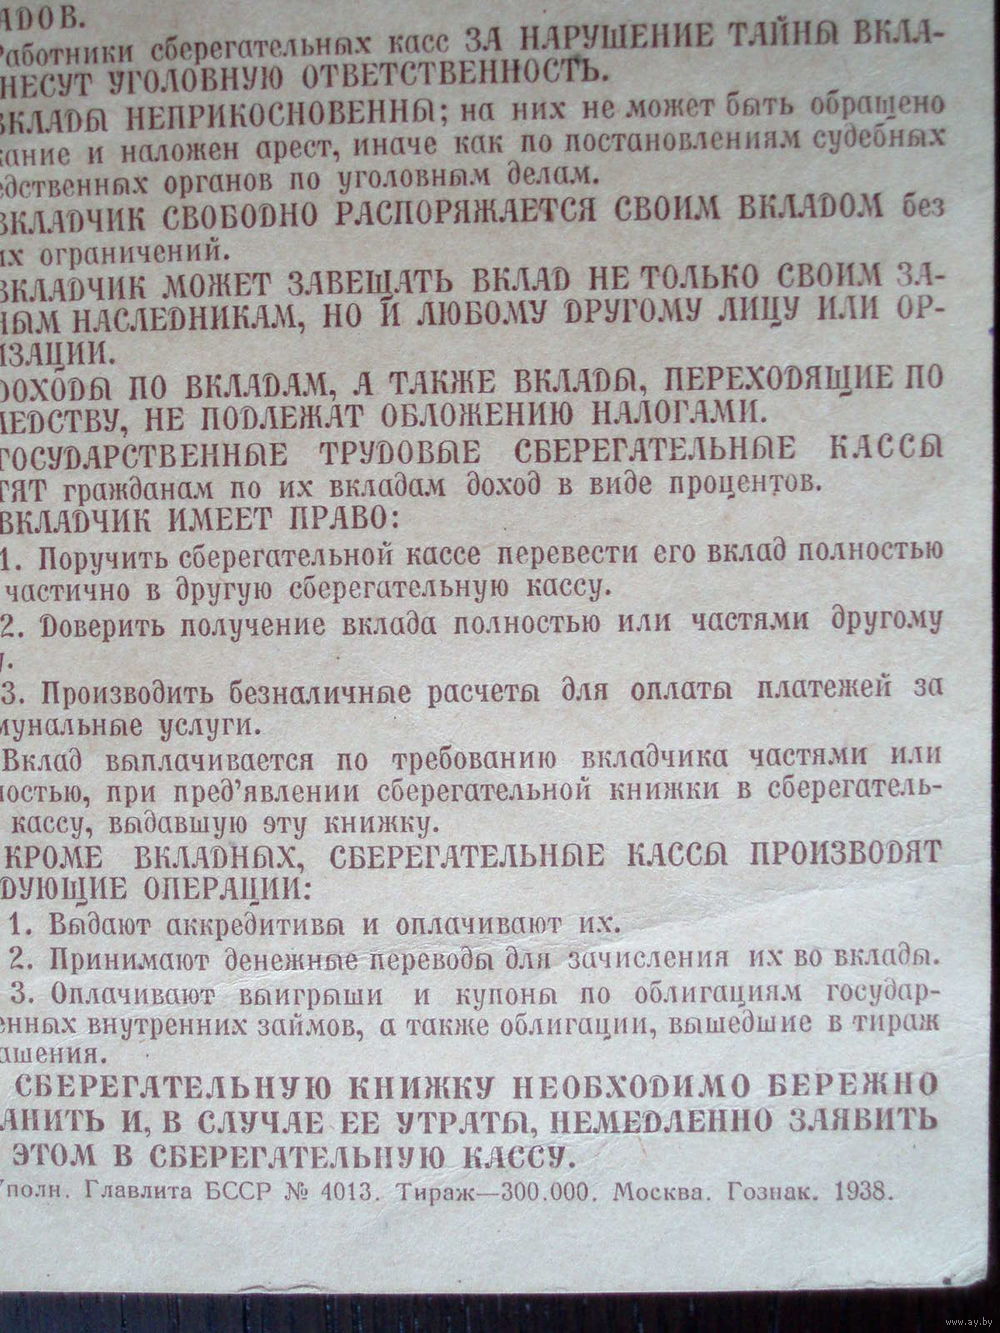 АДОВ.
Работники сберегательных касс ЗА НАРУШЕНИЕ ТАЙНЫ ВКЛА-
НЕСУТ УГОЛОВНУЮ ОТВЕТСТВЕННОСТЬ.
ВКЛАДЫ НЕПРИКОСНОВЕННЫ; на них не может быть обращено
кание и наложен арест, иначе как по постановлениям судебных
едственных органов по уголовным делам.
ВКЛАДЧИК СВОБОДНО РАСПОРЯЖАЕТСЯ СВОИМ ВКЛАДОМ без
их ограничений.
ВКЛАДЧИК МОЖЕТ ЗАВЕЩАТЬ ВКЛАД НЕ ТОЛЬКО СВОИМ ЗА-
НЫМ НАСЛЕДНИКАМ, НО И ЛЮБОМУ ДРУГОМУ ЛИЦУ ИЛИ ОР-
ИЗАЦИИ.
ДОХОДЫ ПО ВКЛАДАМ, А ТАКЖЕ ВКЛАДЫ, ПЕРЕХОДЯЩИЕ ПО
ЛЕДСТВУ, НЕ ПОДЛЕЖАТ ОБЛОЖЕНИЮ НАЛОГАМИ.
ГОСУДАРСТВЕННЫЕ ТРУДОВЫЕ СБЕРЕГАТЕЛЬНЫЕ КАССЫ
ТЯТ гражданам по их вкладам доход в виде процентов.
ВКЛАДЧИК ИМЕЕТ ПРАВО:
1. Поручить сберегательной кассе перевести его вклад полностью
частично в другую сберегательную кассу.
2. Доверить получение вклада полностью или частями другому
у.
3. Производить безналичные расчеты для оплаты платежей за
мунальные услуги.
Вклад выплачивается по требованию вкладчика частями или
ностью, при пред’явлении сберегательной книжки в сберегатель-
кассу, выдавшую эту книжку.
КРОМЕ ВКЛАДНЫХ, СБЕРЕГАТЕЛЬНЫЕ КАССЫ ПРОИЗВОДЯТ
ДУЮЩИЕ ОПЕРАЦИИ:
1. Выдают аккредитивы и оплачивают их.
2. Принимают денежные переводы для зачисления их во вклады.
3. Оплачивают выигрыши и купоны по облигациям государ-
енных внутренних займов, а также облигации, вышедшие в тираж
ашения.
СБЕРЕГАТЕЛЬНУЮ КНИЖКУ НЕОБХОДИМО БЕРЕЖНО
АНИТЬ И, В СЛУЧАЕ ЕЕ УТРАТЫ, НЕМЕДЛЕННО ЗАЯВИТЬ
ЭТОМ В СБЕРЕГАТЕЛЬНУЮ КАССУ.
Уполн. Главлита БССР № 4013. Тираж—300.000. Москва. Гознак. 1938.
www.ay.by